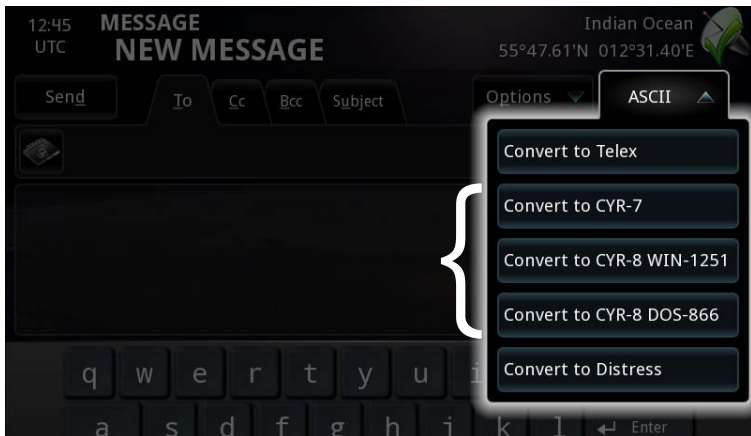 12:45 MESSAGE Indian Ocean
UTC NEW MESSAGE 55°47.61'N 012°31.40'E
Send To Cc Bcc Subject Options ASCII
Convert to Telex
Convert to CYR-7
Convert to CYR-8 WIN-1251
Convert to CYR-8 DOS-866
Convert to Distress
q w e r t y u i
a s d f g h j k l Enter